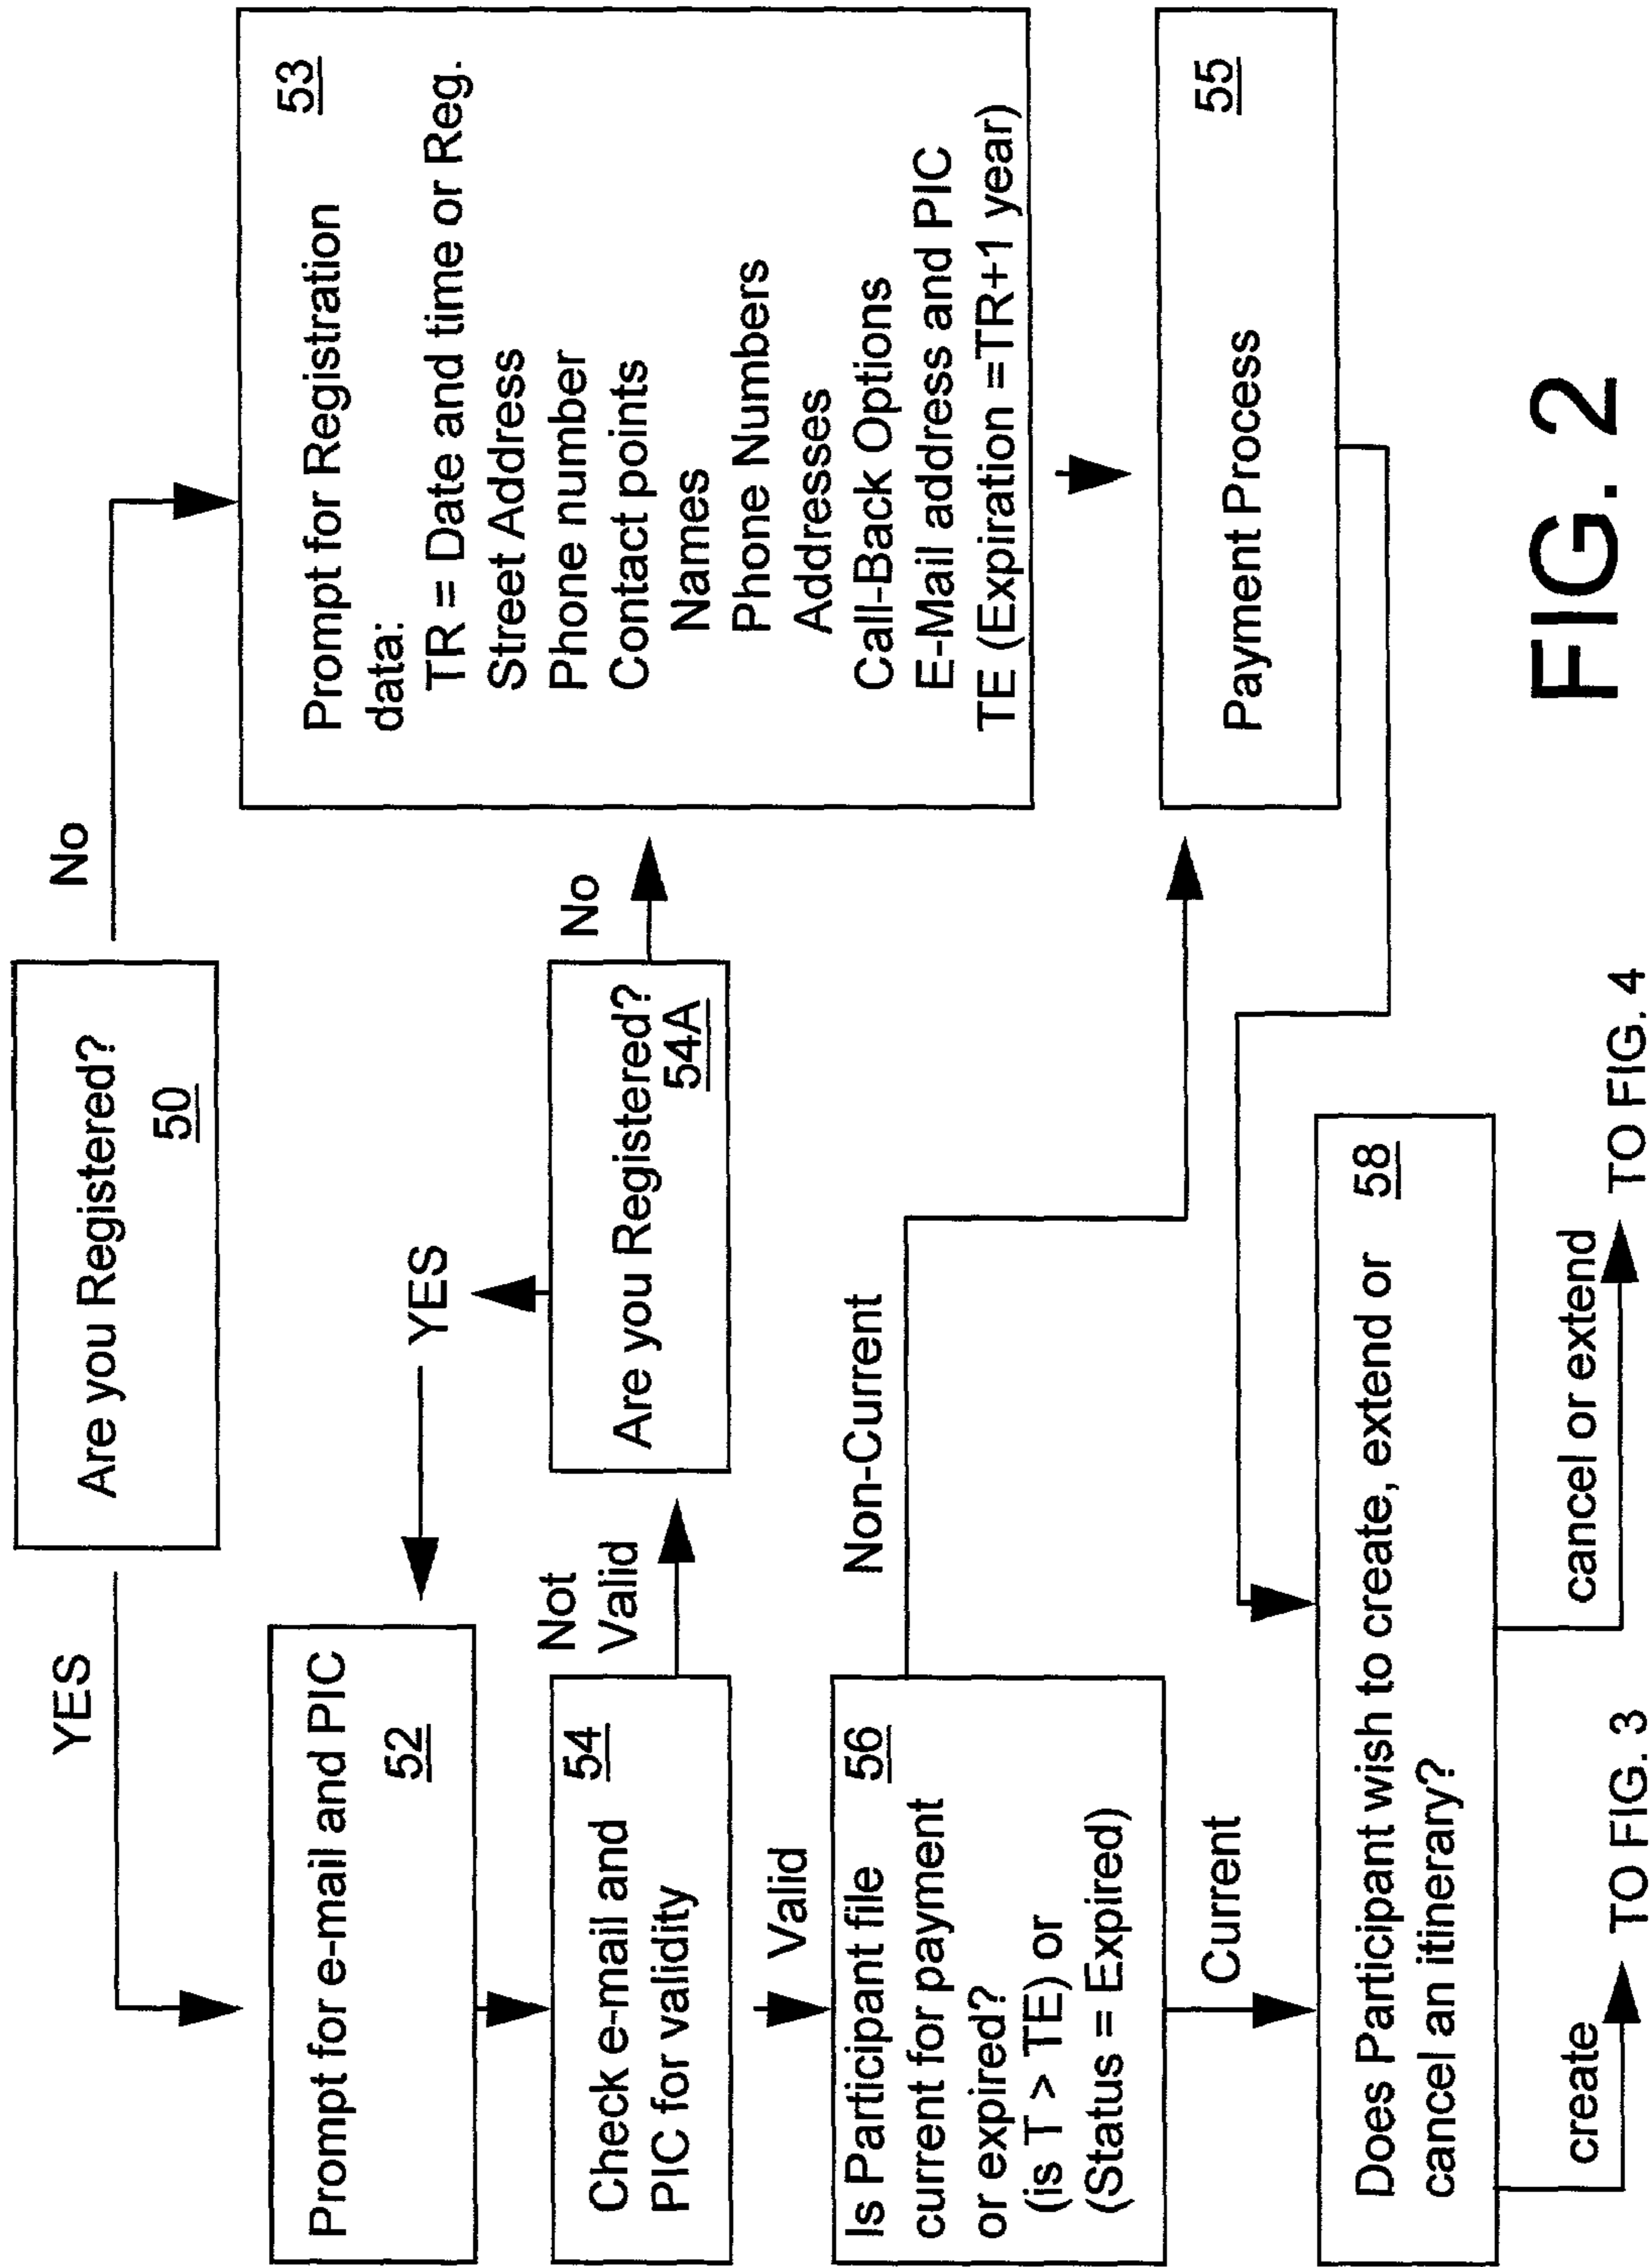 Are you Registered?
50
YES
No
Prompt for e-mail and PIC
52
YES
Prompt for Registration
53
data:
TR = Date and time or Reg.
Street Address
Phone number
Contact points
Names
Phone Numbers
Addresses
Call-Back Options
E-Mail address and PIC
TE (Expiration =TR+1 year)
Check e-mail and
54
PIC for validity
Not
Valid
Are you Registered?
54A
No
Valid
Is Participant file
56
current for payment
or expired?
(is T > TE) or
(Status = Expired)
Non-Current
Payment Process
55
Current
Does Participant wish to create, extend or
58
cancel an itinerary?
create
TO FIG. 3
cancel or extend
TO FIG. 4
FIG. 2